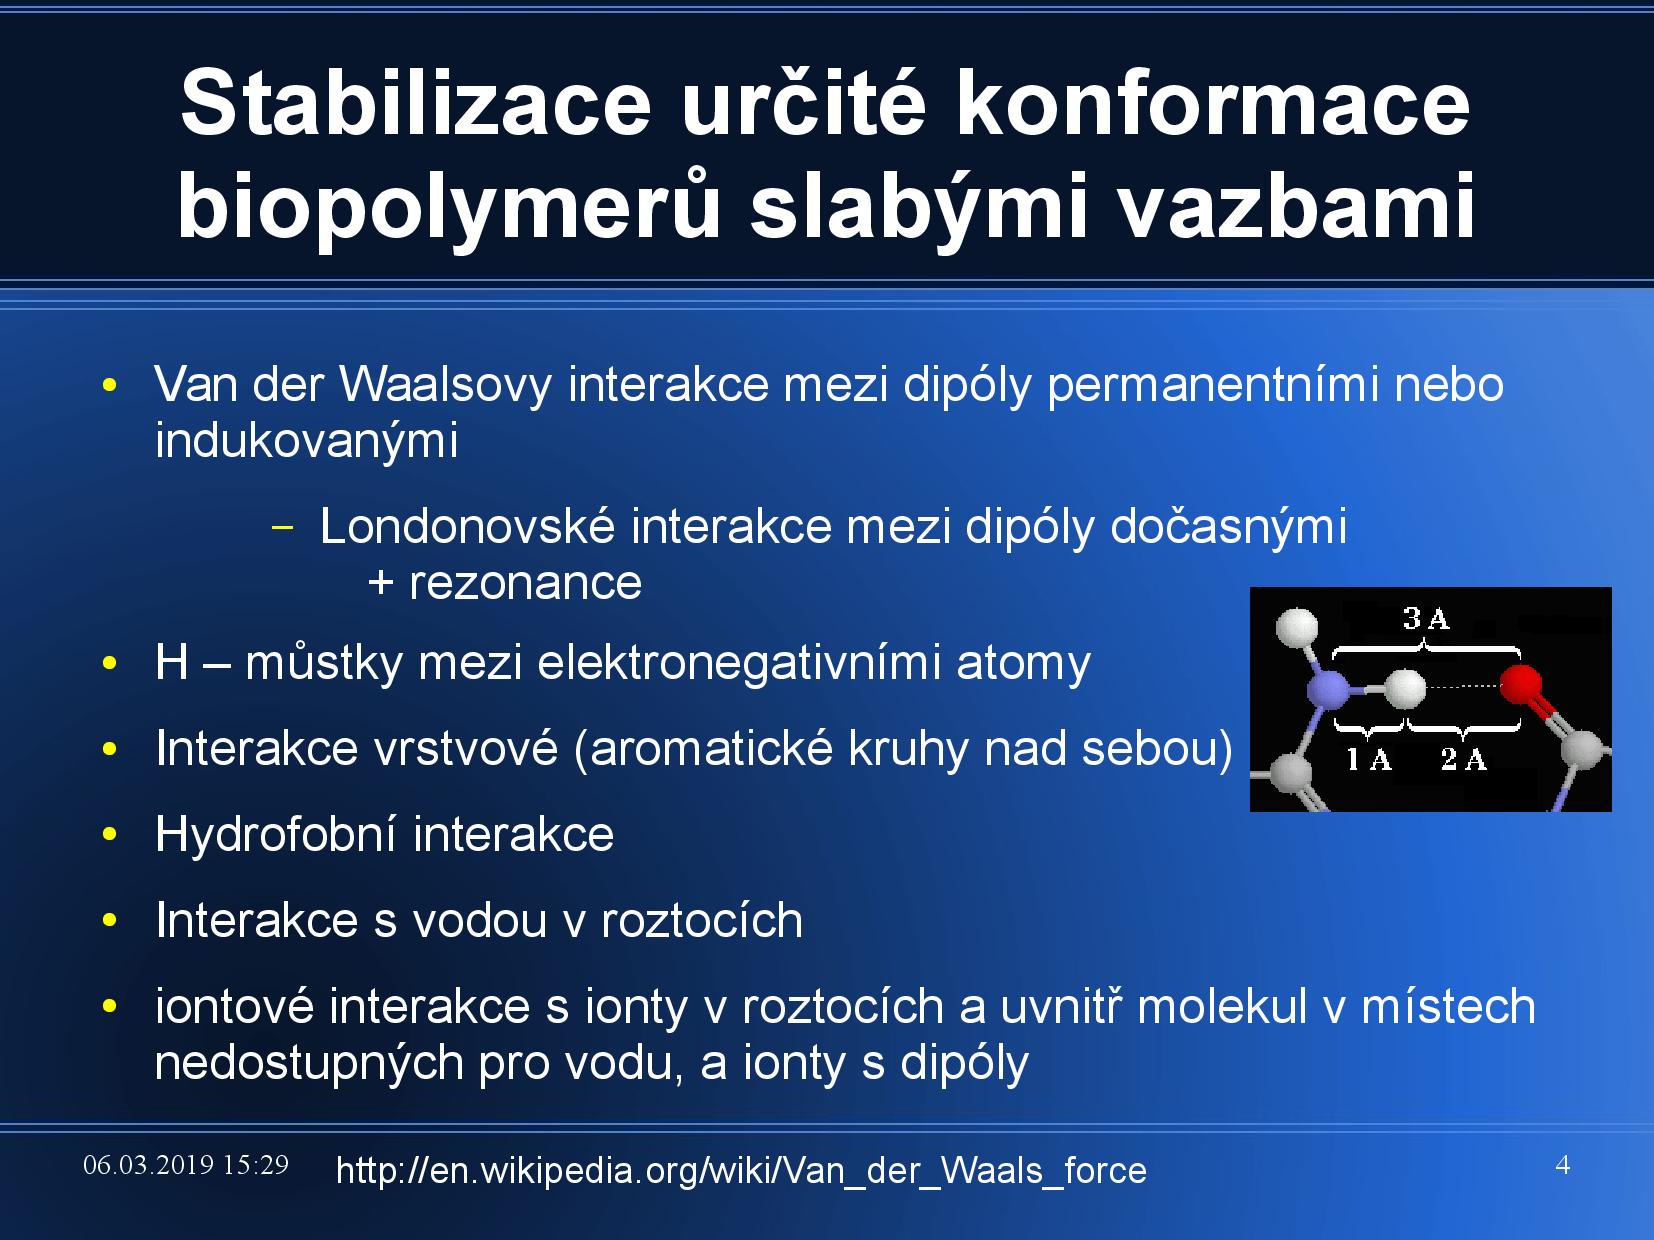 Stabilizace určité konformace
biopolymerů slabými vazbami
• Van der Waalsovy interakce mezi dipóly permanentními nebo
indukovanými
– Londonovské interakce mezi dipóly dočasnými
+ rezonance
• H – můstky mezi elektronegativními atomy
• Interakce vrstvové (aromatické kruhy nad sebou)
• Hydrofobní interakce
• Interakce s vodou v roztocích
• iontové interakce s ionty v roztocích a uvnitř molekul v místech
nedostupných pro vodu, a ionty s dipóly
3 A
1 A 2 A
06.03.2019 15:29 http://en.wikipedia.org/wiki/Van_der_Waals_force 4